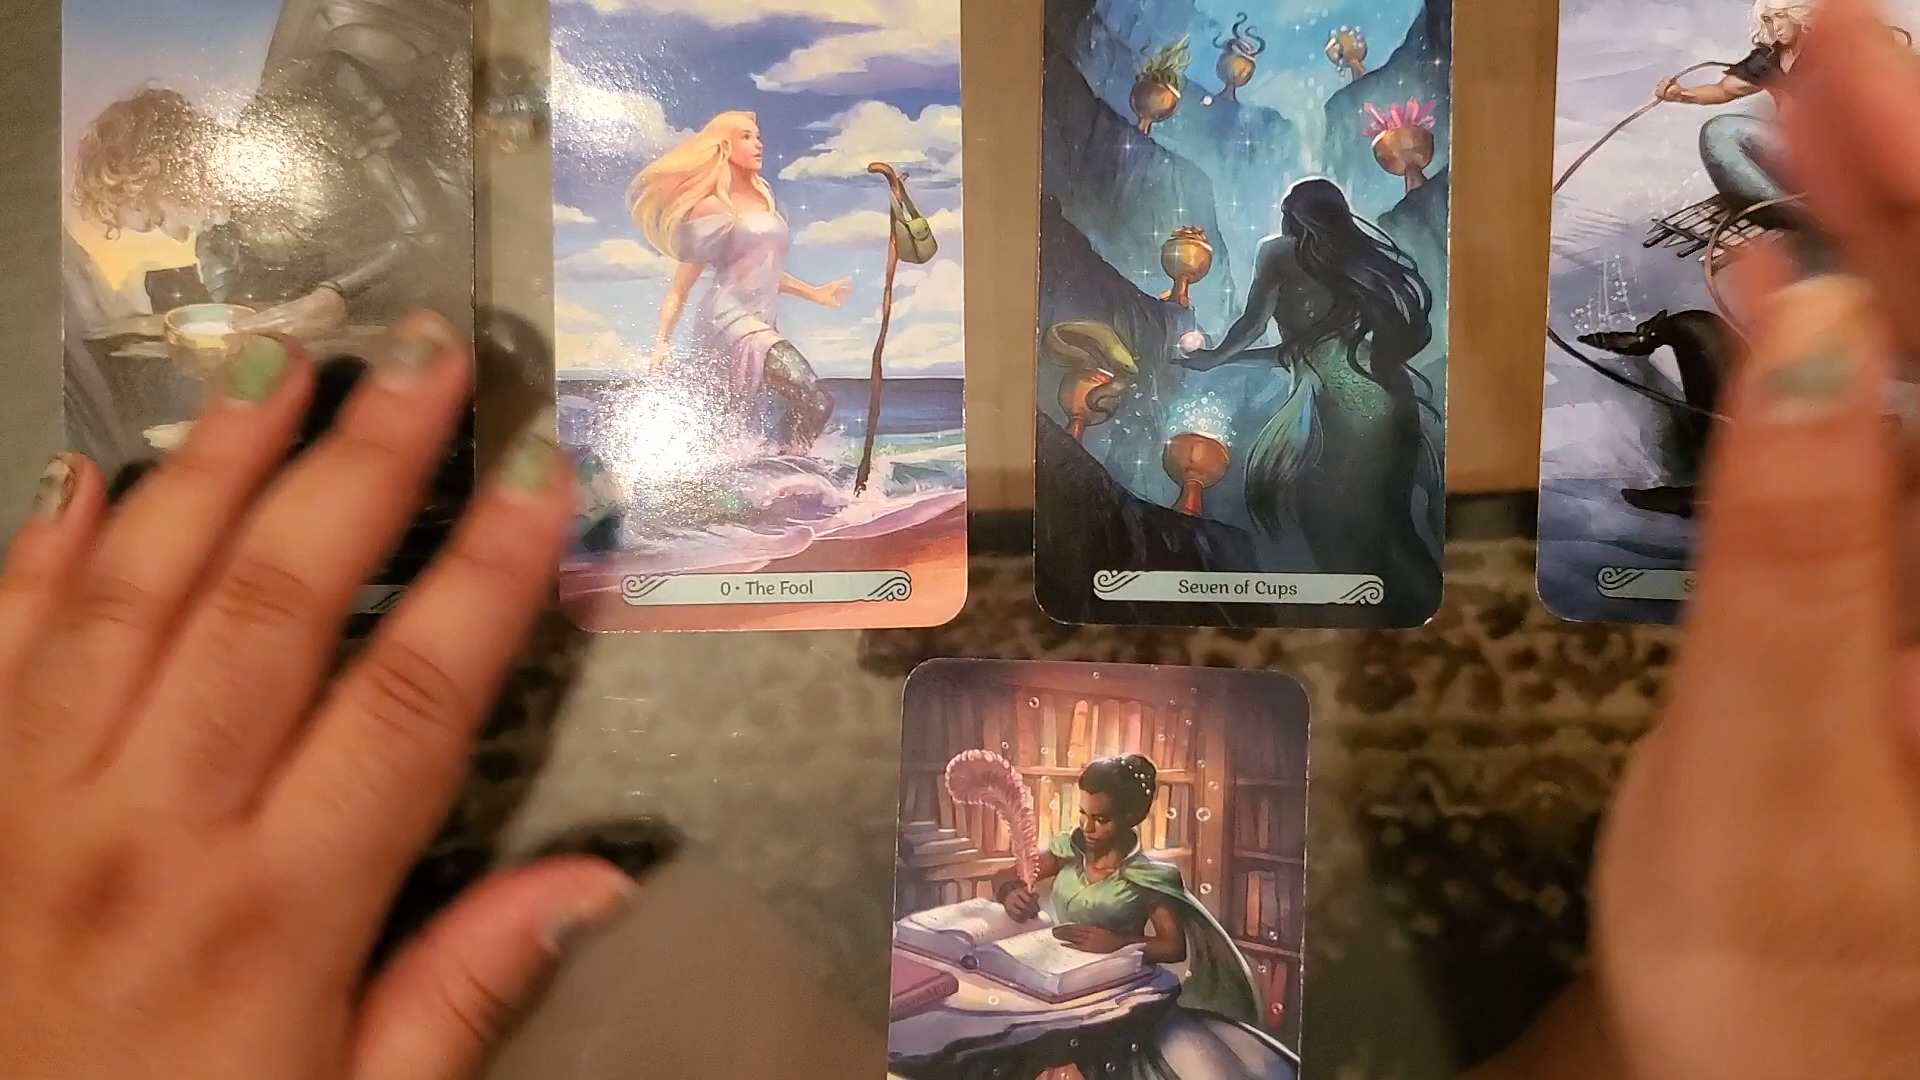 0 • The Fool
Seven of Cups